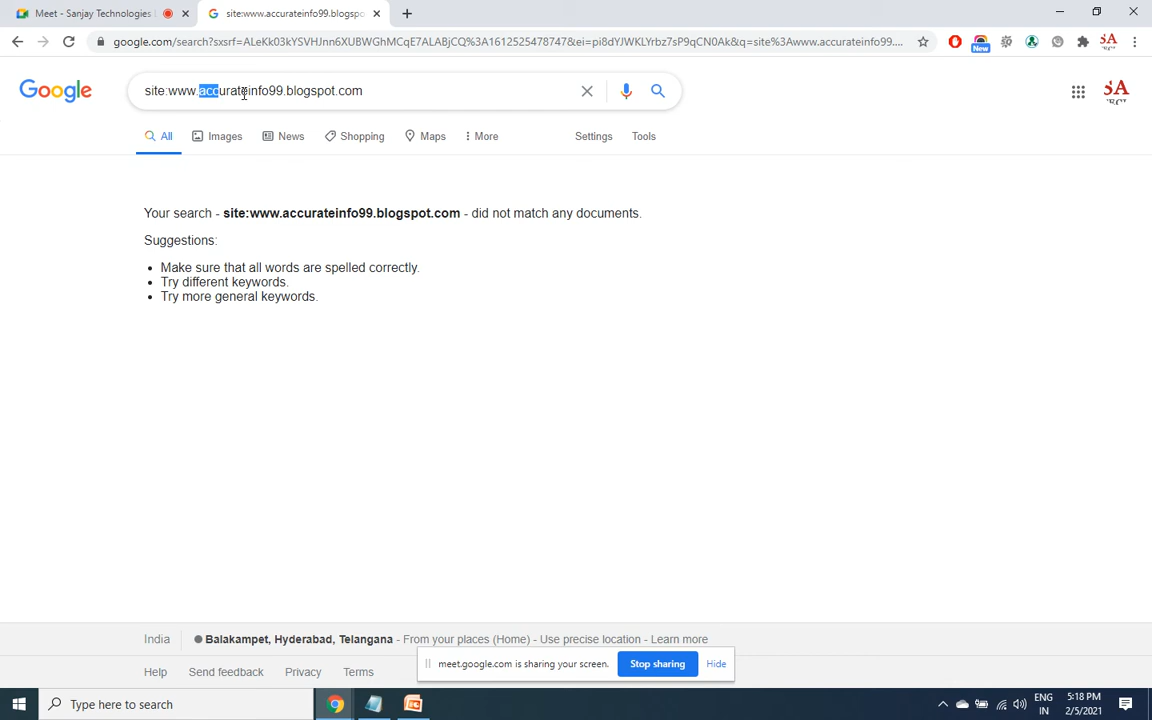 Meet - Sanjay Technologies
site:www.accurateinfo99.blogspo
google.com/search?sxsrf=ALeKk03kYSVHJnn6XUBWGhMCqE7ALABjCQ%3A1612525478747&ei=pi8dYJWKLYrbz7sP9qCN0Ak&q=site%3Awww.accurateinfo99....
New
Google
site:www.accurateinfo99.blogspot.com
All
Images
News
Shopping
Maps
More
Settings
Tools
Your search - site:www.accurateinfo99.blogspot.com - did not match any documents.
Suggestions:
Make sure that all words are spelled correctly.
Try different keywords.
Try more general keywords.
India
Balakampet, Hyderabad, Telangana - From your places (Home) - Use precise location - Learn more
meet.google.com is sharing your screen.
Stop sharing
Hide
Help
Send feedback
Privacy
Terms
Type here to search
ENG
IN
5:18 PM
2/5/2021